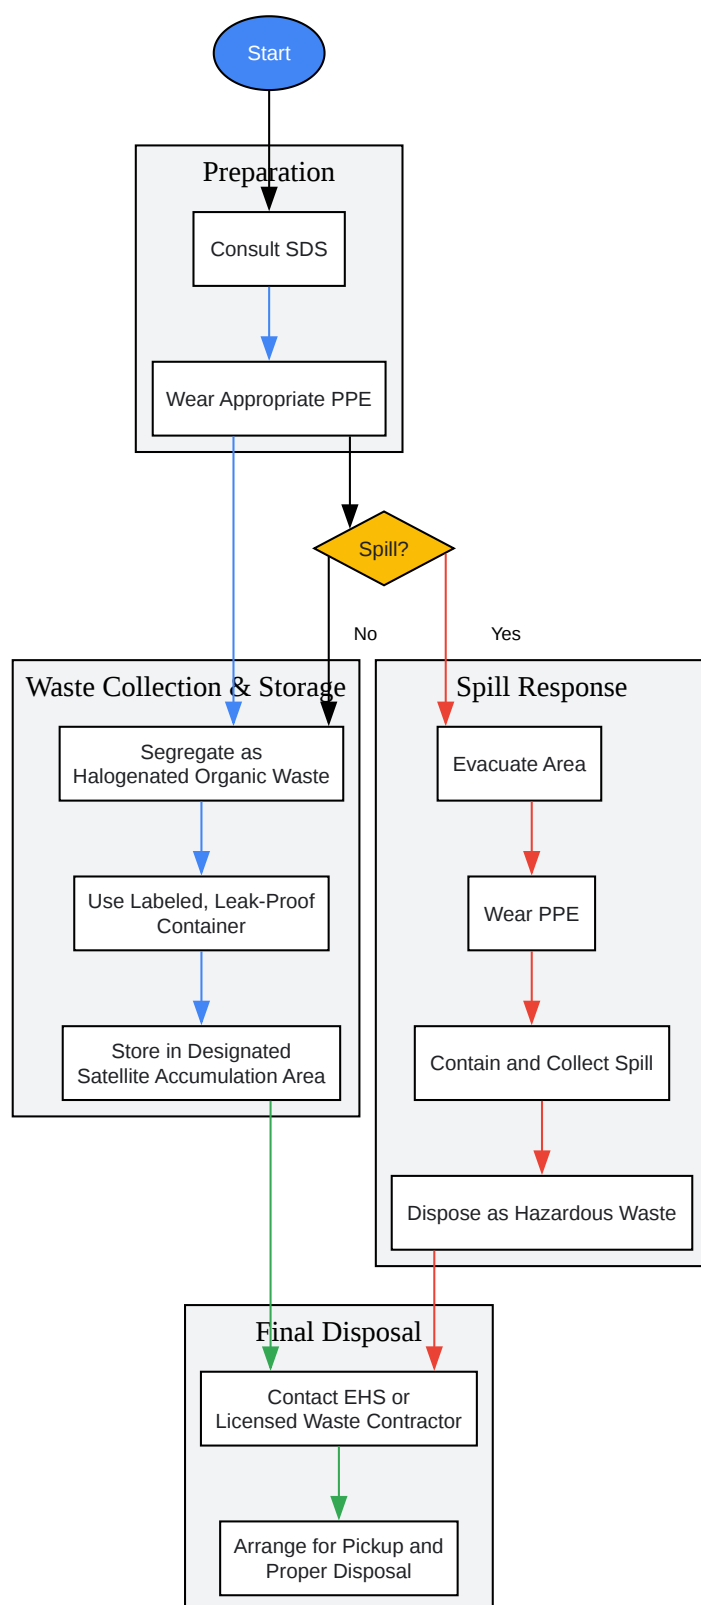 Start
Preparation
Consult SDS
Wear Appropriate PPE
Spill?
No
Yes
Waste Collection & Storage
Segregate as
Halogenated Organic Waste
Use Labeled, Leak-Proof
Container
Store in Designated
Satellite Accumulation Area
Spill Response
Evacuate Area
Wear PPE
Contain and Collect Spill
Dispose as Hazardous Waste
Final Disposal
Contact EHS or
Licensed Waste Contractor
Arrange for Pickup and
Proper Disposal